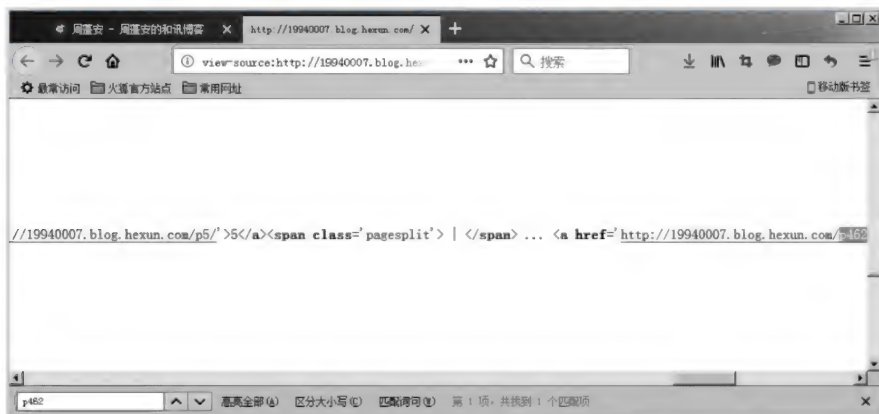 周蓬安 - 周蓬安的和讯博客 × http://19940007.blog.hexun.com/ × +
view-source:http://19940007.blog.he ··· 搜索
最常访问 火狐官方站点 常用网址 移动版书签
//19940007.blog.hexun.com/p5/'>5</a><span class='pagesplit'> | </span> ... <a href='http://19940007.blog.hexun.com/p462
p462 高亮全部(A) 区分大小写(C) 匹配词句(W) 第 1 项，共找到 1 个匹配项 ×